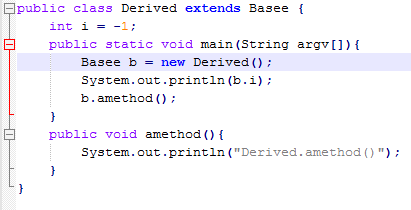 public class Derived extends Basee {
    int i = -1;
    public static void main(String argv[]){
        Basee b = new Derived();
        System.out.println(b.i);
        b.amethod();
    }
    public void amethod(){
        System.out.println("Derived.amethod()");
    }
}